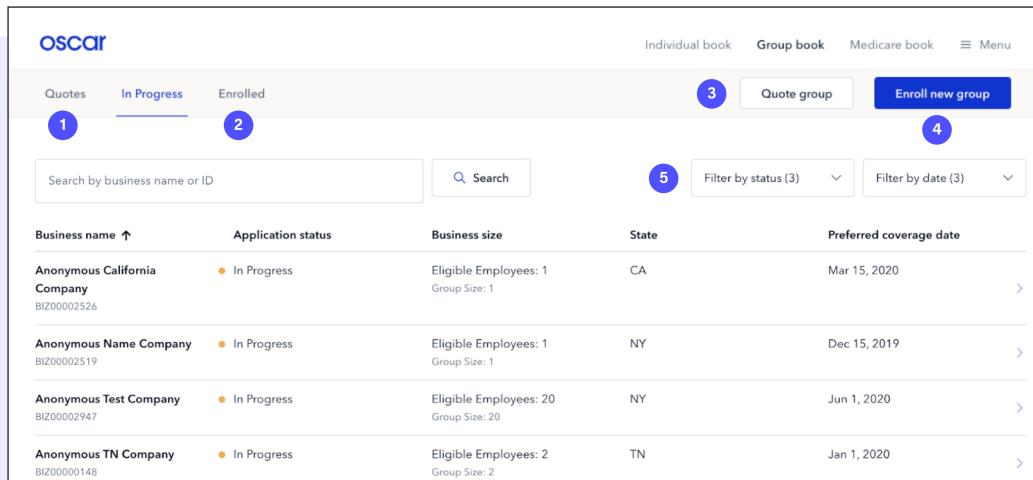 oscar
Individual book Group book Medicare book Menu
Quotes In Progress Enrolled 3 Quote group Enroll new group
1 2 4
Search by business name or ID Search 5 Filter by status (3) Filter by date (3)
Business name Application status Business size State Preferred coverage date
Anonymous California In Progress Eligible Employees: 1 CA Mar 15, 2020
Company Group Size: 1
BIZ00002526
Anonymous Name Company In Progress Eligible Employees: 1 NY Dec 15, 2019
BIZ00002519 Group Size: 1
Anonymous Test Company In Progress Eligible Employees: 20 NY Jun 1, 2020
BIZ00002947 Group Size: 20
Anonymous TN Company In Progress Eligible Employees: 2 TN Jan 1, 2020
BIZ00000148 Group Size: 2